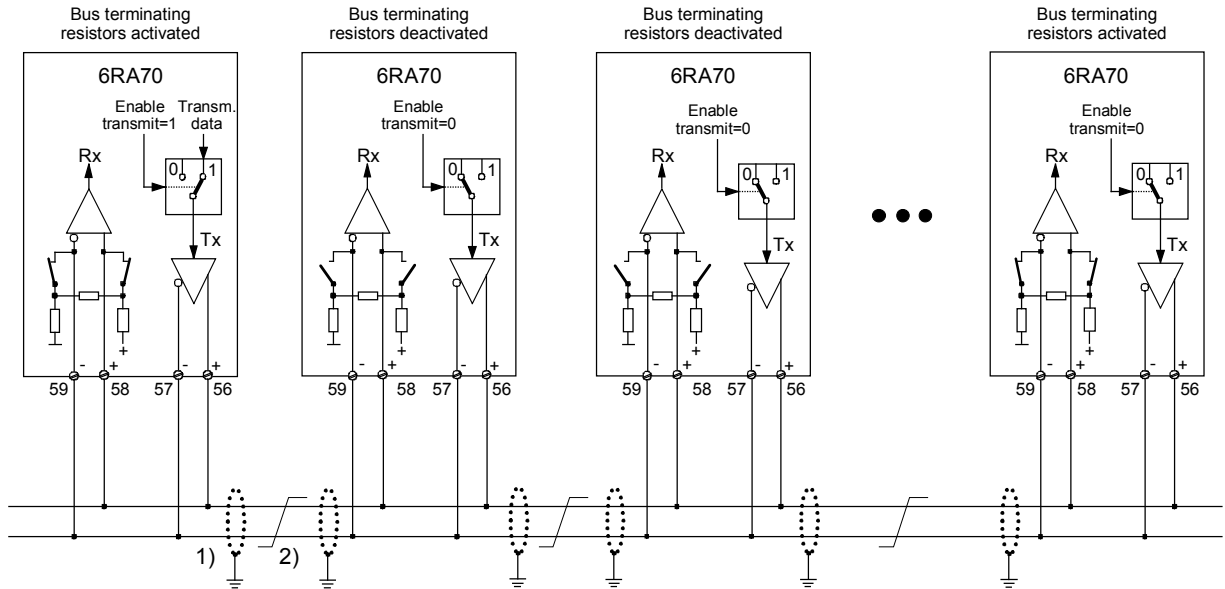 Bus terminating
resistors activated
Bus terminating
resistors deactivated
Bus terminating
resistors deactivated
Bus terminating
resistors activated
6RA70
Enable
transmit=1
Transm.
data
Rx
0
1
Tx
+
- + - +
59 58 57 56
6RA70
Enable
transmit=0
Rx
0
1
Tx
+
- + - +
59 58 57 56
6RA70
Enable
transmit=0
Rx
0
1
Tx
+
- + - +
59 58 57 56
6RA70
Enable
transmit=0
Rx
0
1
Tx
+
- + - +
59 58 57 56
1) 2)